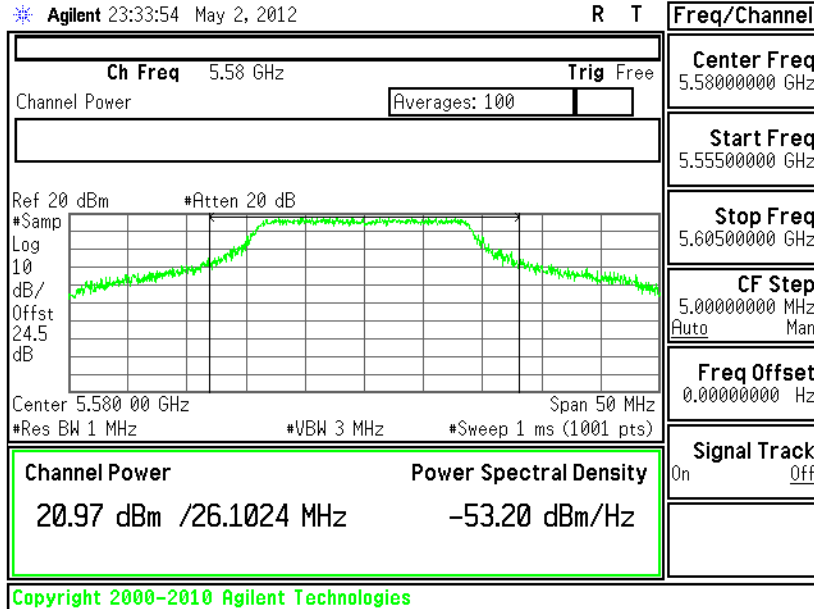 Agilent 23:33:54 May 2, 2012 R T
Freq/Channel
Ch Freq 5.58 GHz Trig Free
Channel Power Averages: 100
Center Freq
5.58000000 GHz
Start Freq
5.55500000 GHz
Stop Freq
5.60500000 GHz
CF Step
5.00000000 MHz
Auto Man
Freq Offset
0.00000000 Hz
Signal Track
On Off
Ref 20 dBm #Atten 20 dB
#Samp
Log
10
dB/
Offst
24.5
dB
Center 5.580 00 GHz Span 50 MHz
#Res BW 1 MHz #VBW 3 MHz #Sweep 1 ms (1001 pts)
Channel Power Power Spectral Density
20.97 dBm /26.1024 MHz -53.20 dBm/Hz
Copyright 2000-2010 Agilent Technologies